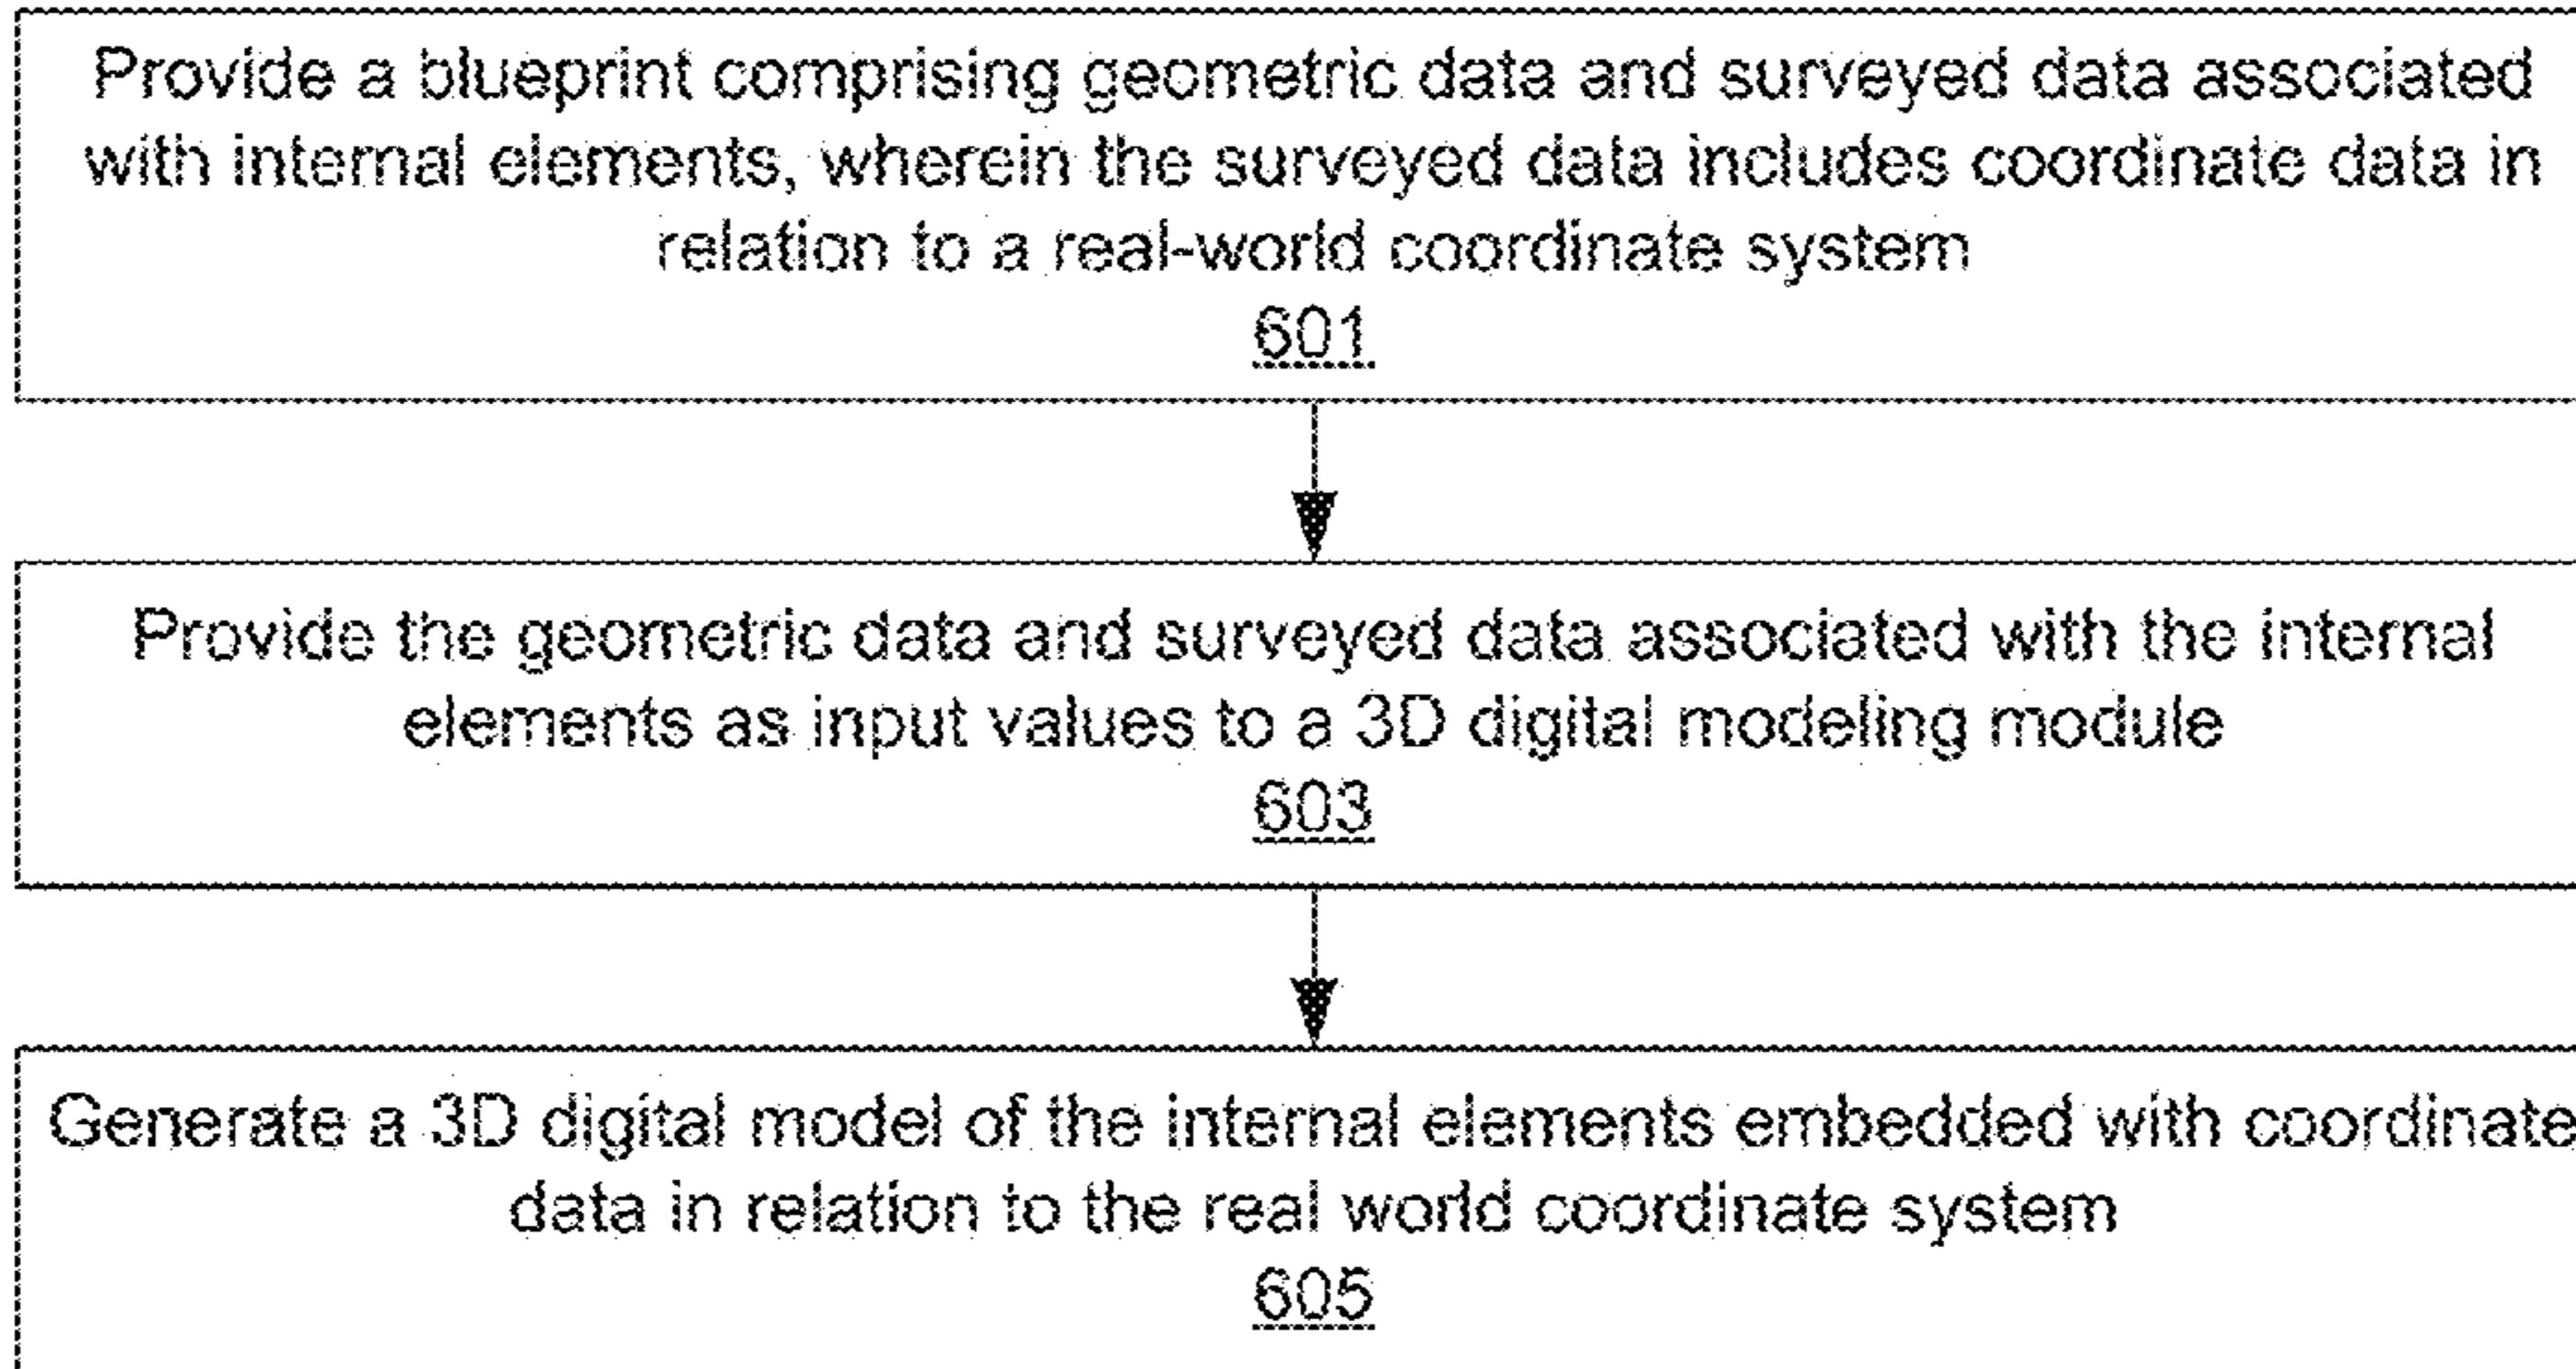 Provide a blueprint comprising geometric data and surveyed data associated
with internal elements, wherein the surveyed data includes coordinate data in
relation to a real-world coordinate system
601
Provide the geometric data and surveyed data associated with the internal
elements as input values to a 3D digital modeling module
603
Generate a 3D digital model of the internal elements embedded with coordinate
data in relation to the real world coordinate system
605